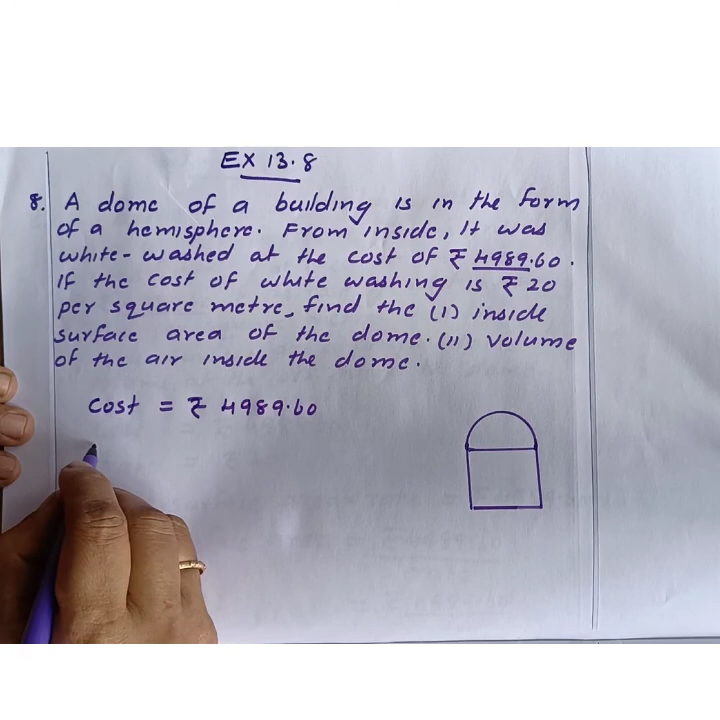 EX 13.8
8. A dome of a building is in the form
of a hemisphere. From inside, it was
white-washed at the cost of ₹ 4989.60.
If the cost of white washing is ₹ 20
per square metre, find the (i) inside
surface area of the dome. (ii) volume
of the air inside the dome.
Cost = ₹ 4989.60